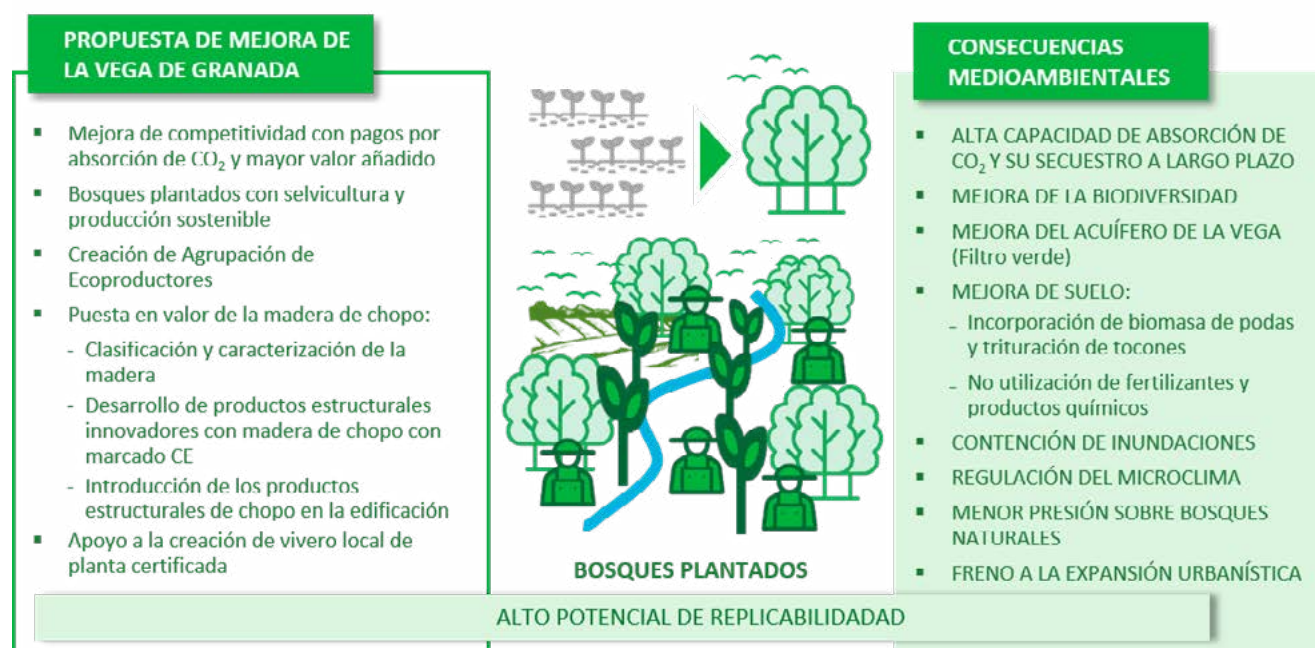 PROPUESTA DE MEJORA DE
LA VEGA DE GRANADA
▪ Mejora de competitividad con pagos por
absorción de CO₂ y mayor valor añadido
▪ Bosques plantados con selvicultura y
producción sostenible
▪ Creación de Agrupación de
Ecoproductores
▪ Puesta en valor de la madera de chopo:
- Clasificación y caracterización de la
madera
- Desarrollo de productos estructurales
innovadores con madera de chopo con
marcado CE
- Introducción de los productos
estructurales de chopo en la edificación
▪ Apoyo a la creación de vivero local de
planta certificada
BOSQUES PLANTADOS
CONSECUENCIAS
MEDIOAMBIENTALES
▪ ALTA CAPACIDAD DE ABSORCIÓN DE
CO₂ Y SU SECUESTRO A LARGO PLAZO
▪ MEJORA DE LA BIODIVERSIDAD
▪ MEJORA DEL ACUÍFERO DE LA VEGA
(Filtro verde)
▪ MEJORA DE SUELO:
- Incorporación de biomasa de podas
y trituración de tocones
- No utilización de fertilizantes y
productos químicos
▪ CONTENCIÓN DE INUNDACIONES
▪ REGULACIÓN DEL MICROCLIMA
▪ MENOR PRESIÓN SOBRE BOSQUES
NATURALES
▪ FRENO A LA EXPANSIÓN URBANÍSTICA
ALTO POTENCIAL DE REPLICABILIDADAD